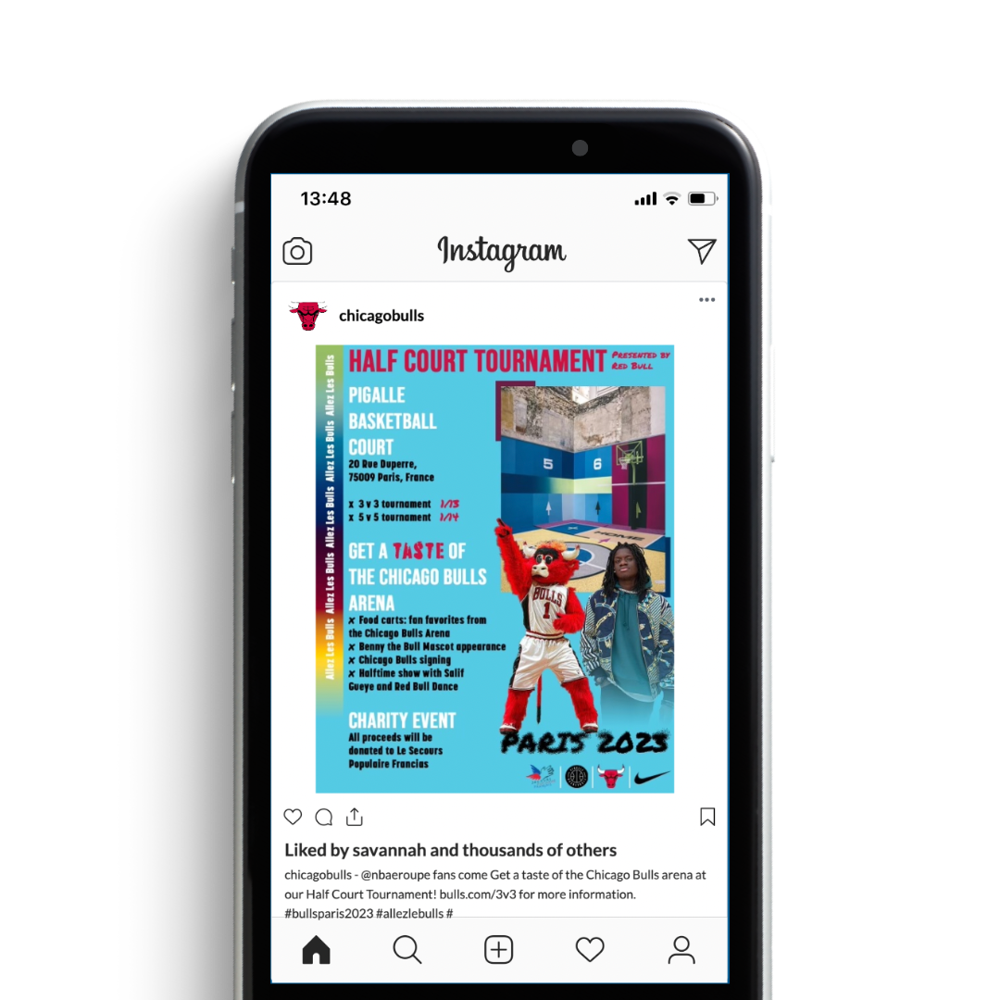 13:48
Instagram
chicagobulls
HALF COURT TOURNAMENT
PRESENTED BY
RED BULL
Allez Les Bulls Allez Les Bulls Allez Les Bulls Allez Les Bulls Allez Les Bulls
PIGALLE
BASKETBALL
COURT
20 Rue Duperre,
75009 Paris, France
x 3 v 3 tournament 1/13
x 5 v 5 tournament 1/14
GET A TASTE OF
THE CHICAGO BULLS
ARENA
x Food carts: fan favorites from
the Chicago Bulls Arena
x Benny the Bull Mascot appearance
x Chicago Bulls signing
x Halftime show with Salif
Gueye and Red Bull Dance
CHARITY EVENT
All proceeds will be
donated to Le Secours
Populaire Francias
5 6
HOME
BULLS
1
PARIS 2023
Liked by savannah and thousands of others
chicagobulls - @nbaeroupe fans come Get a taste of the Chicago Bulls arena at
our Half Court Tournament! bulls.com/3v3 for more information.
#bullsparis2023 #allezlebulls #